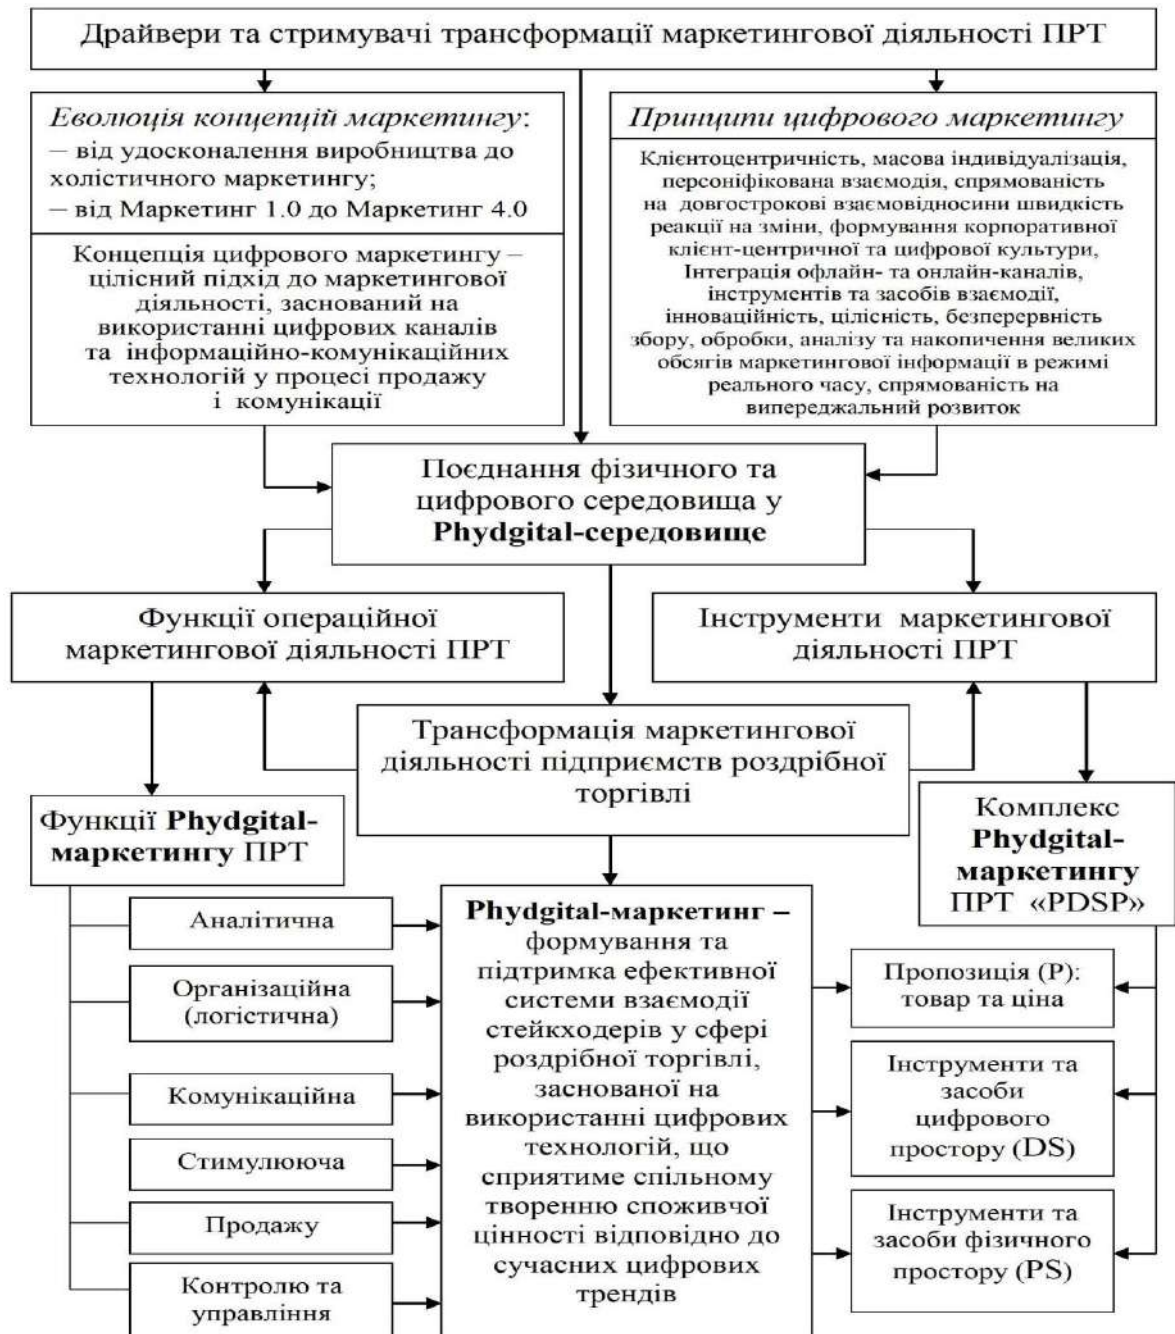 Драйвери та стримувачі трансформації маркетингової діяльності ПРТ
Еволюція концепцій маркетингу:
– від удосконалення виробництва до
холістичного маркетингу;
– від Маркетинг 1.0 до Маркетинг 4.0
Концепція цифрового маркетингу –
цілісний підхід до маркетингової
діяльності, заснований на
використанні цифрових каналів
та інформаційно-комунікаційних
технологій у процесі продажу
і комунікації
Принципи цифрового маркетингу
Клієнтоцентричність, масова індивідуалізація,
персоніфікована взаємодія, спрямованість
на довгострокові взаємовідносини швидкість
реакції на зміни, формування корпоративної
клієнт-центричної та цифрової культури,
Інтеграція офлайн- та онлайн-каналів,
інструментів та засобів взаємодії,
інноваційність, цілісність, безперервність
збору, обробки, аналізу та накопичення великих
обсягів маркетингової інформації в режимі
реального часу, спрямованість на
випереджальний розвиток
Поєднання фізичного та
цифрового середовища у
Phydgital-середовище
Функції операційної
маркетингової діяльності ПРТ
Інструменти маркетингової
діяльності ПРТ
Трансформація маркетингової
діяльності підприємств роздрібної
торгівлі
Функції Phydgital-
маркетингу ПРТ
Комплекс
Phydgital-
маркетингу
ПРТ «PDSP»
Аналітична
Організаційна
(логістична)
Комунікаційна
Стимулююча
Продажу
Контролю та
управління
Phydgital-маркетинг –
формування та
підтримка ефективної
системи взаємодії
стейкходерів у сфері
роздрібної торгівлі,
заснованої на
використанні цифрових
технологій, що
сприятиме спільному
творенню споживчої
цінності відповідно до
сучасних цифрових
трендів
Пропозиція (P):
товар та ціна
Інструменти та
засоби
цифрового
простору (DS)
Інструменти та
засоби фізичного
простору (PS)